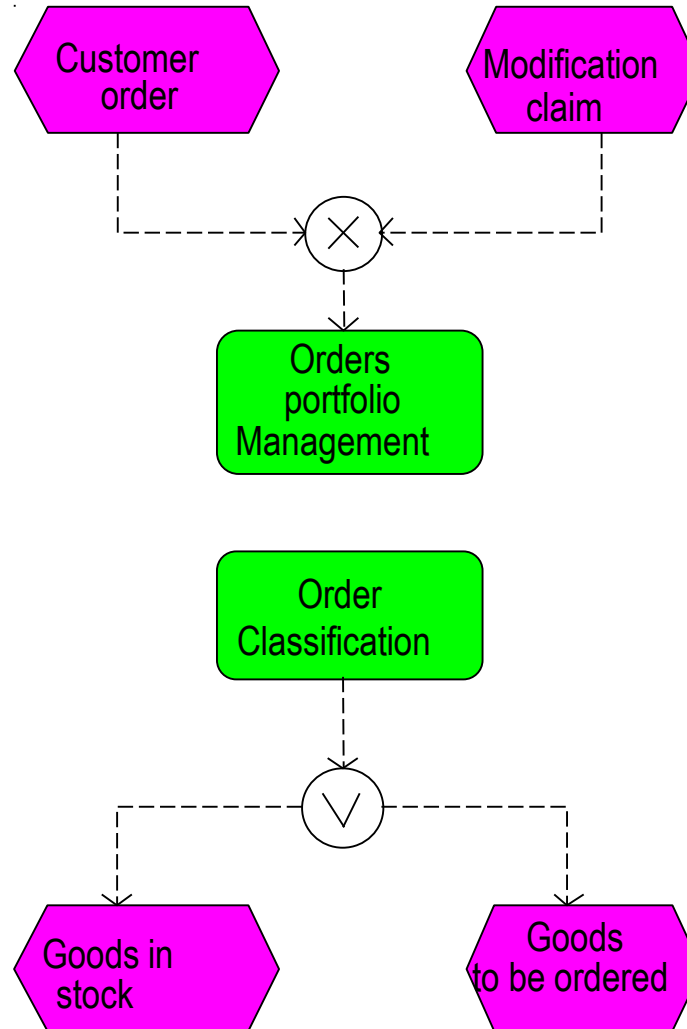 Customer
order
Modification
claim
Orders
portfolio
Management
Order
Classification
Goods in
stock
Goods
to be ordered